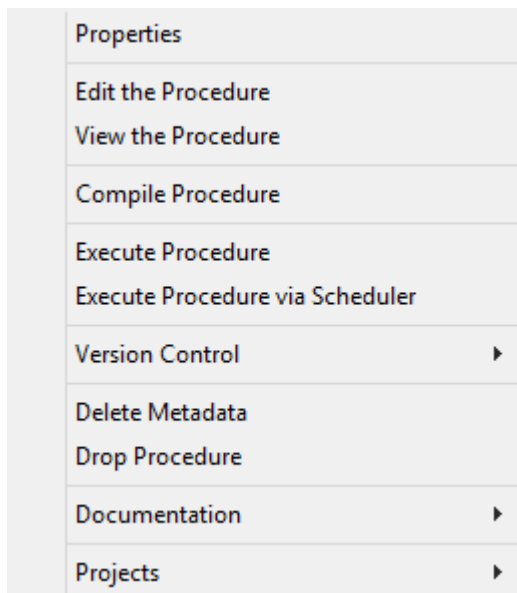 Properties
Edit the Procedure
View the Procedure
Compile Procedure
Execute Procedure
Execute Procedure via Scheduler
Version Control
Delete Metadata
Drop Procedure
Documentation
Projects